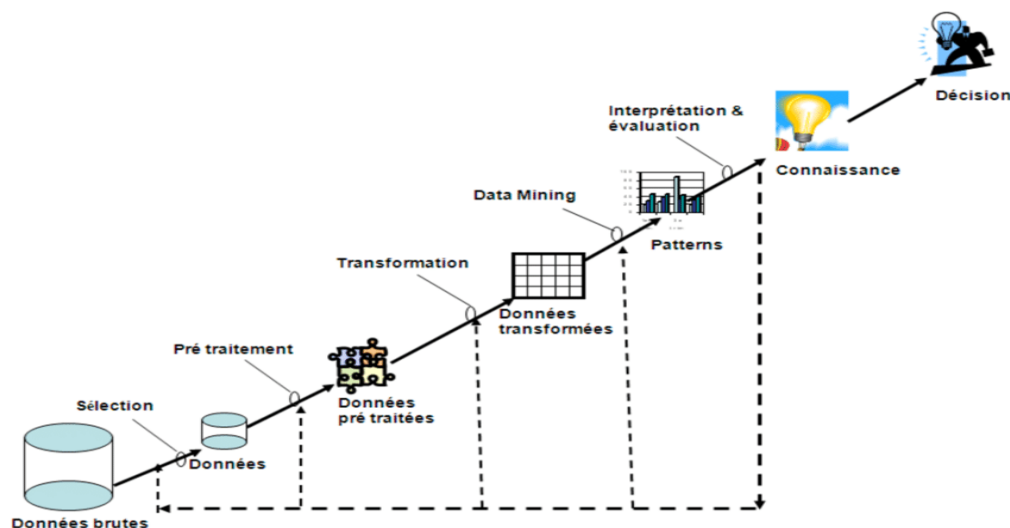 Décision
Interprétation &
évaluation
Connaissance
Data Mining
Patterns
Transformation
Données
transformées
Pré traitement
Données
pré traitées
Sélection
Données
Données brutes